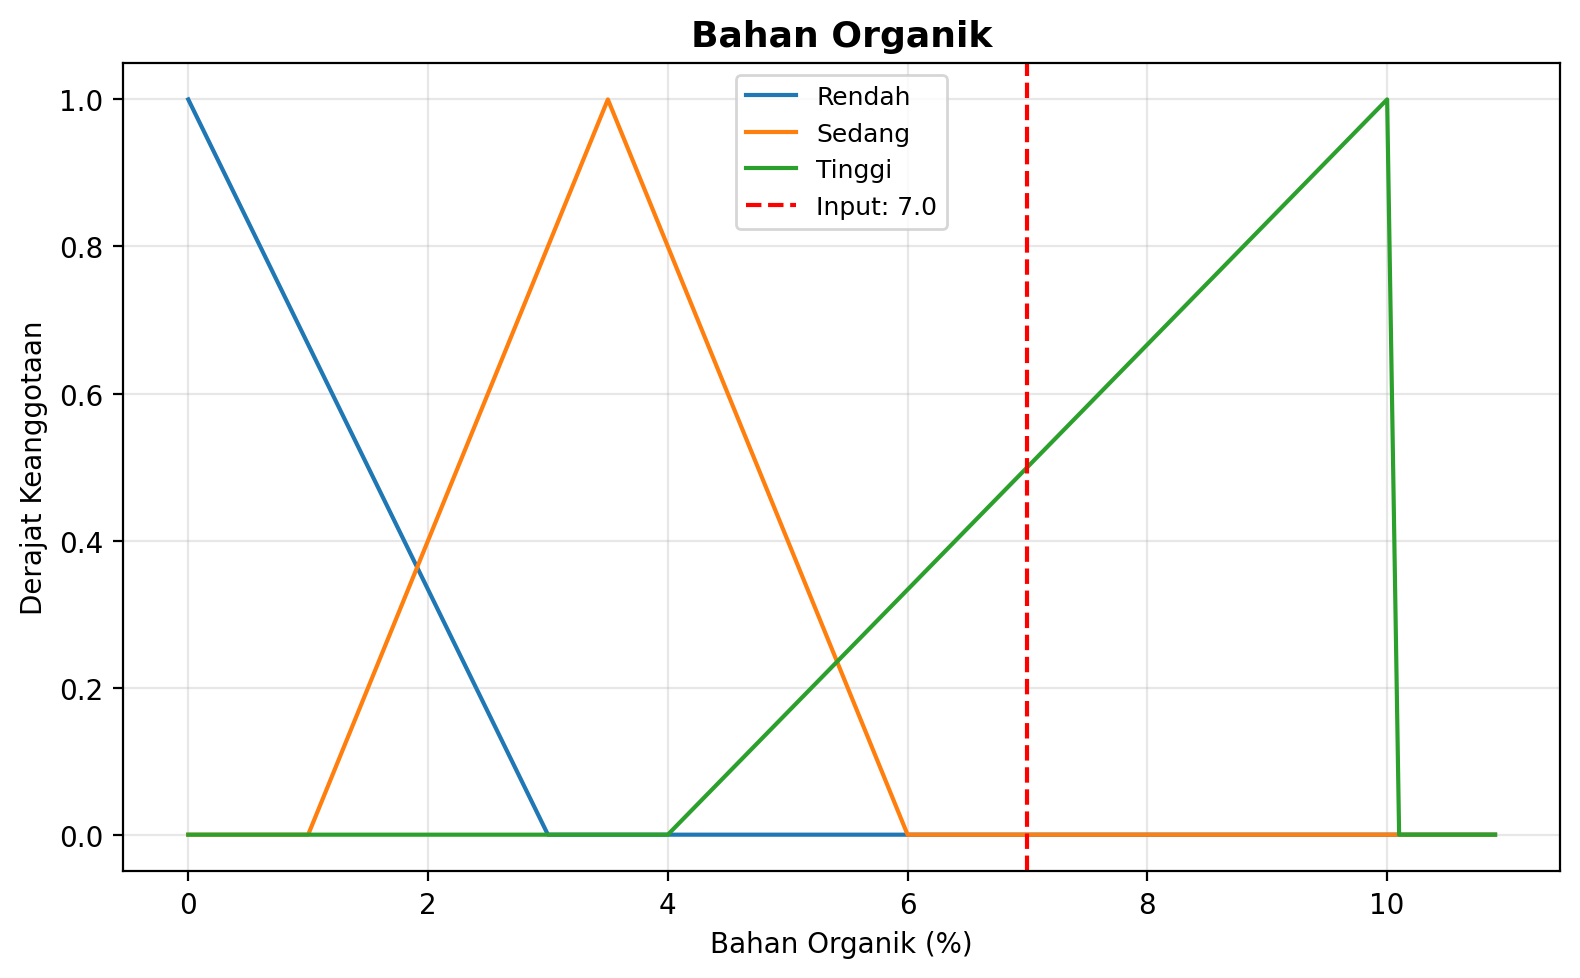 Bahan Organik
Rendah
Sedang
Tinggi
Input: 7.0
Derajat Keanggotaan
1.0
0.8
0.6
0.4
0.2
0.0
0
2
4
6
8
10
Bahan Organik (%)